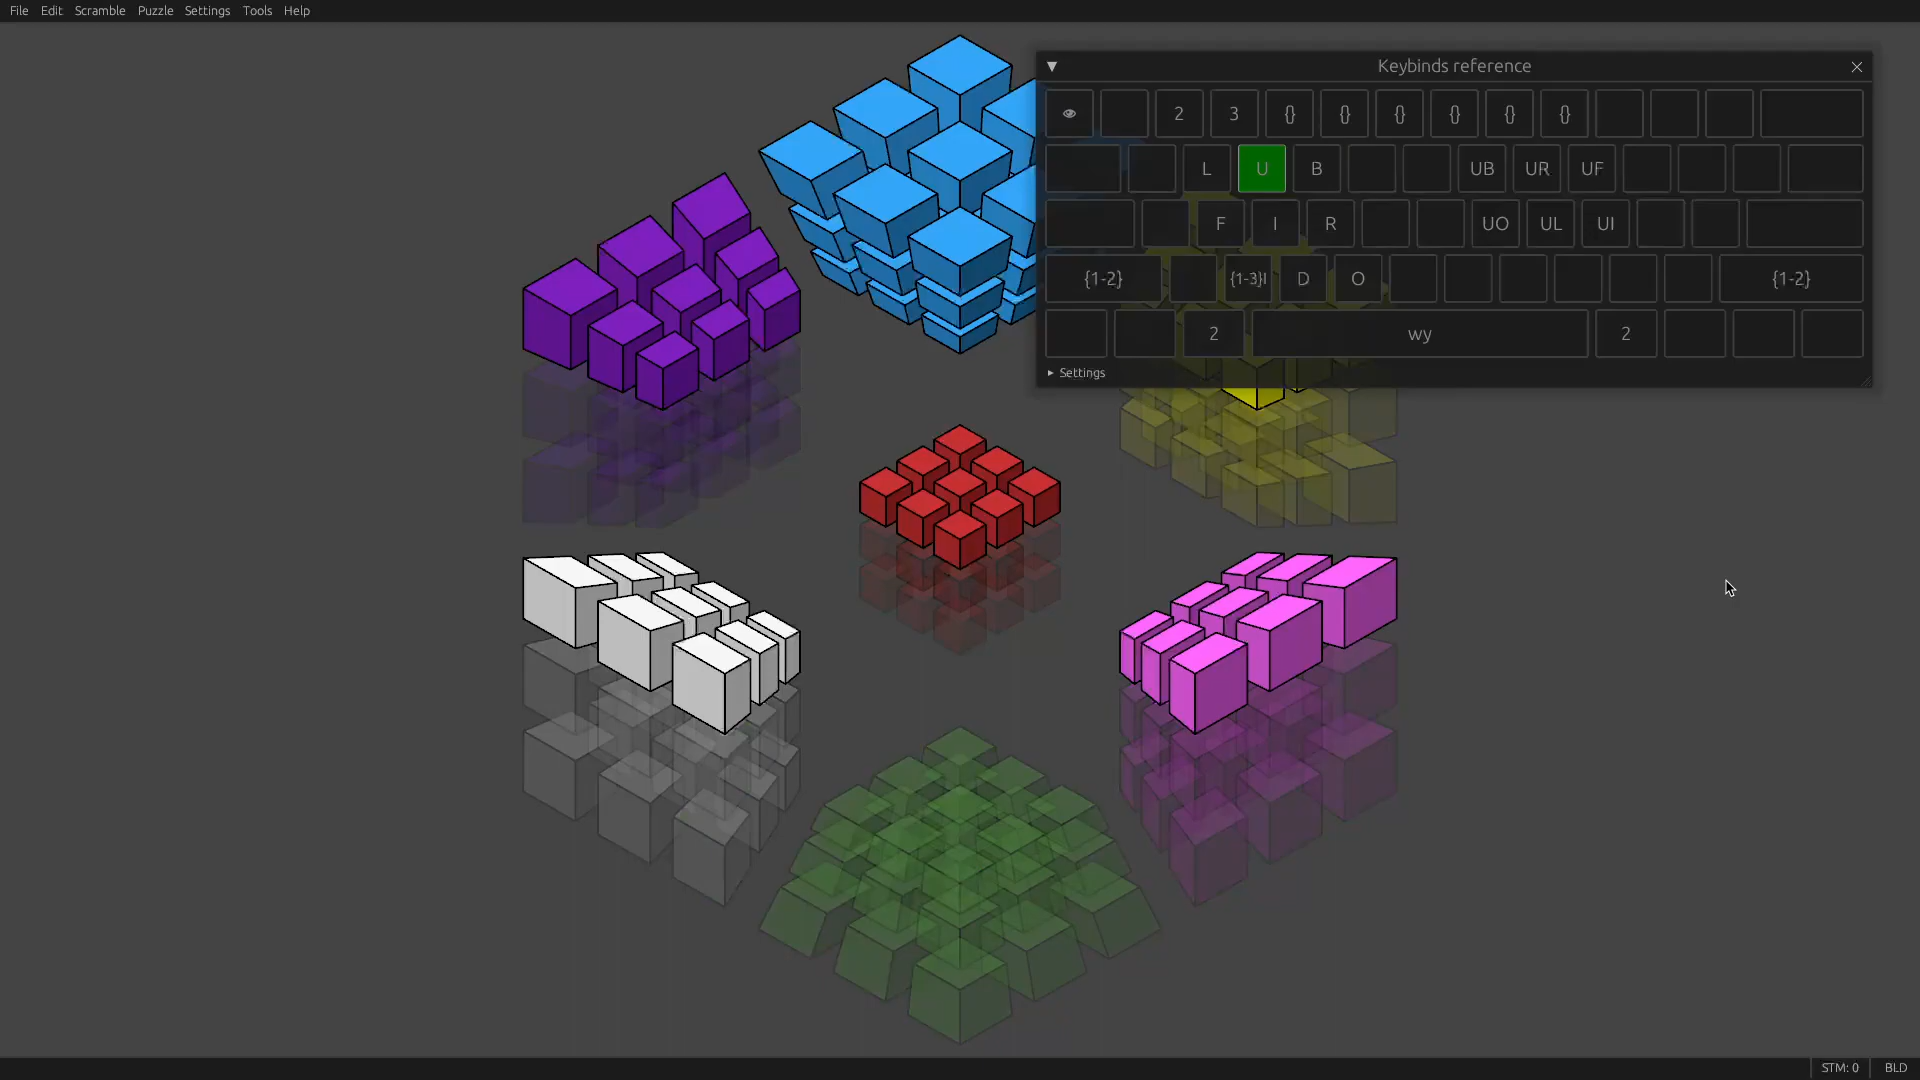 File Edit Scramble Puzzle Settings Tools Help
Keybinds reference
2 3 {} {} {} {} {} {}
L U B UB UR UF
F I R UO UL UI
{1-2} {1-3}I D O {1-2}
2 wy 2
Settings
STM: 0 BLD